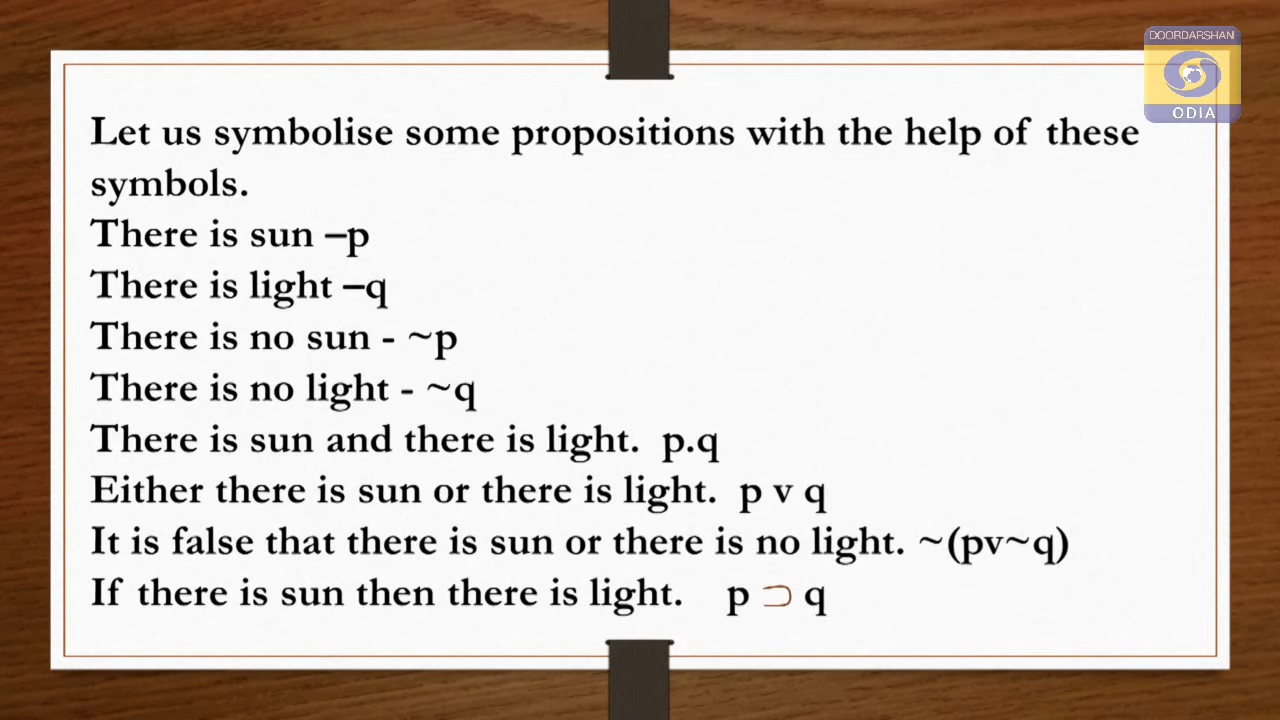 DOORDARSHAN
ODIA
Let us symbolise some propositions with the help of these
symbols.
There is sun –p
There is light –q
There is no sun - ~p
There is no light - ~q
There is sun and there is light. p.q
Either there is sun or there is light. p v q
It is false that there is sun or there is no light. ~(pv~q)
If there is sun then there is light. p ⊃ q